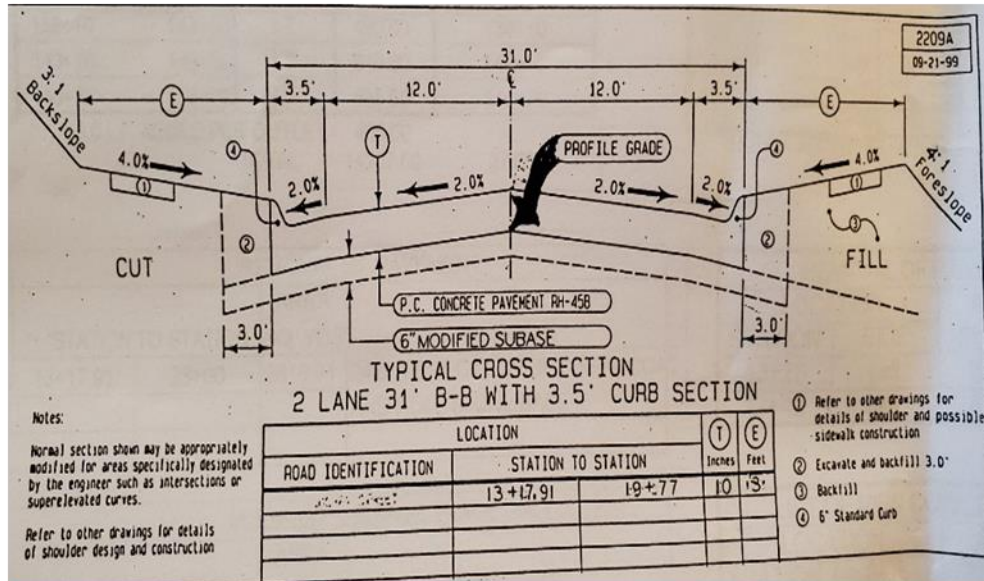 2209A
09-21-99
31.0'
℄
3.5' 12.0' 12.0' 3.5'
3:1
Backslope
E
E
4
T
PROFILE GRADE
4
4.0%
4.0%
4:1
Foreslope
1
2.0% 2.0% 2.0% 2.0%
1
2
2
3
CUT
FILL
P.C. CONCRETE PAVEMENT RH-45B
6" MODIFIED SUBASE
3.0'
3.0'
TYPICAL CROSS SECTION
2 LANE 31' B-B WITH 3.5' CURB SECTION
Notes:
Normal section shown may be appropriately
modified for areas specifically designated
by the engineer such as intersections or
superelevated curves.
Refer to other drawings for details
of shoulder design and construction
LOCATION T E
ROAD IDENTIFICATION STATION TO STATION Inches Feet
13+17.91 19+77 10
1 Refer to other drawings for
details of shoulder and possible
sidewalk construction
2 Excavate and backfill 3.0'
3 Backfill
4 6" Standard Curb